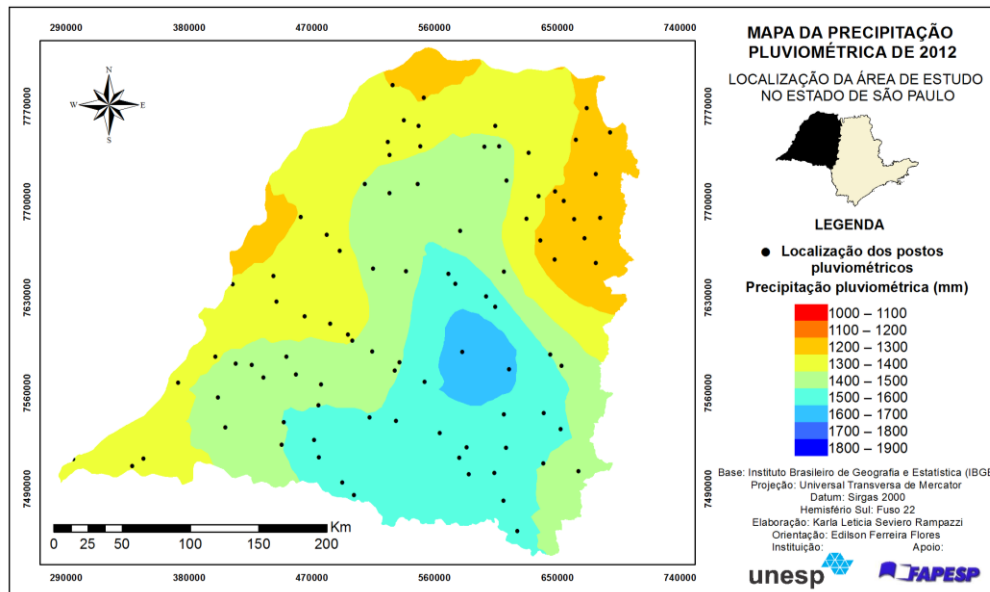 290000 380000 470000 560000 650000 740000
MAPA DA PRECIPITAÇÃO
PLUVIOMÉTRICA DE 2012
LOCALIZAÇÃO DA ÁREA DE ESTUDO
NO ESTADO DE SÃO PAULO
N
W E
S
7770000 7770000
7700000 7700000
7630000 7630000
7560000 7560000
7490000 7490000
LEGENDA
Localização dos postos
pluviométricos
Precipitação pluviométrica (mm)
1000 – 1100
1100 – 1200
1200 – 1300
1300 – 1400
1400 – 1500
1500 – 1600
1600 – 1700
1700 – 1800
1800 – 1900
Base: Instituto Brasileiro de Geografia e Estatística (IBGE
Projeção: Universal Transversa de Mercator
Datum: Sirgas 2000
Hemisfério Sul: Fuso 22
Elaboração: Karla Leticia Seviero Rampazzi
Orientação: Edilson Ferreira Flores
Instituição: Apoio:
unesp FAPESP
Km
0 25 50 100 150 200
290000 380000 470000 560000 650000 740000